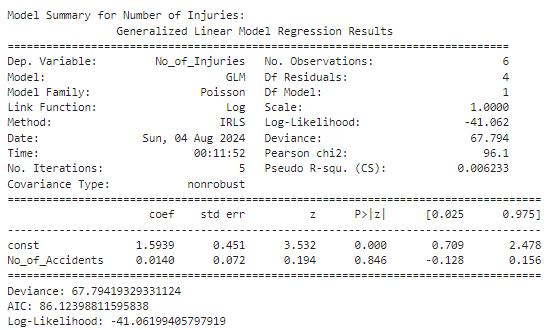 Model Summary for Number of Injuries:
Generalized Linear Model Regression Results
==============================================================================
Dep. Variable: No_of_Injuries No. Observations: 6
Model: GLM Df Residuals: 4
Model Family: Poisson Df Model: 1
Link Function: Log Scale: 1.0000
Method: IRLS Log-Likelihood: -41.062
Date: Sun, 04 Aug 2024 Deviance: 67.794
Time: 00:11:52 Pearson chi2: 96.1
No. Iterations: 5 Pseudo R-squ. (CS): 0.006233
Covariance Type: nonrobust
===================================================================================
coef std err z P>|z| [0.025 0.975]
-----------------------------------------------------------------------------------
const 1.5939 0.451 3.532 0.000 0.709 2.478
No_of_Accidents 0.0140 0.072 0.194 0.846 -0.128 0.156
===================================================================================
Deviance: 67.79419329331124
AIC: 86.12398811595838
Log-Likelihood: -41.06199405797919